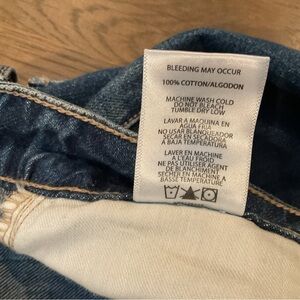 BLEEDING MAY OCCUR
100% COTTON/ALGODON
MACHINE WASH COLD
DO NOT BLEACH
TUMBLE DRY LOW
LAVAR A MAQUINA EN
AGUA FRIA
NO USAR BLANQUEADOR
SECAR EN SECADORA
A BAJA TEMPERATURA
LAVER EN MACHINE
A L'EAU FROID
NE PAS UTILISER AGENT
DE BLANCHIMENT
SECHER EN MACHINE A
BASSE TEMPERATURE